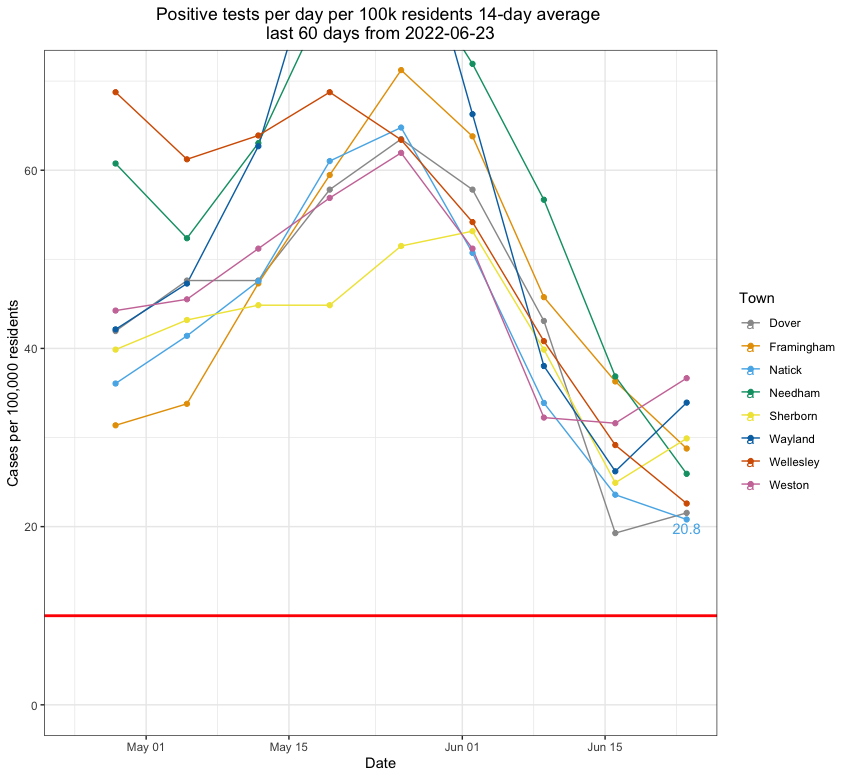 Positive tests per day per 100k residents 14-day average
last 60 days from 2022-06-23
Cases per 100,000 residents
60
40
20
0
20.8
May 01
May 15
Jun 01
Jun 15
Date
Town
a Dover
a Framingham
a Natick
a Needham
a Sherborn
a Wayland
a Wellesley
a Weston